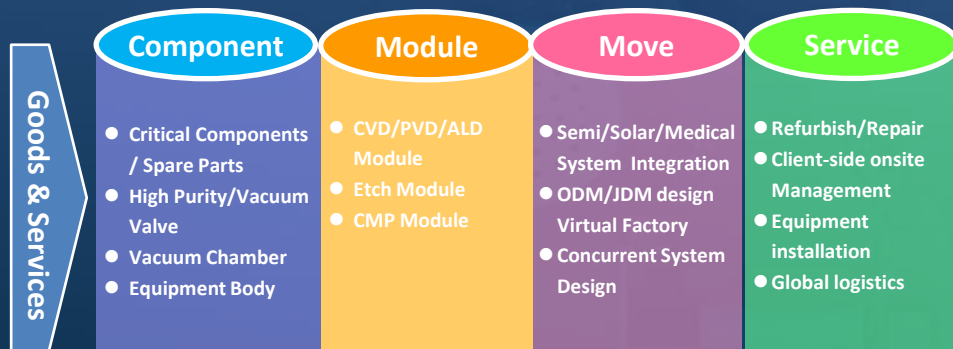 Goods & Services
Component
Critical Components
/ Spare Parts
High Purity/Vacuum
Valve
Vacuum Chamber
Equipment Body
Module
CVD/PVD/ALD
Module
Etch Module
CMP Module
Move
Semi/Solar/Medical
System Integration
ODM/JDM design
Virtual Factory
Concurrent System
Design
Service
Refurbish/Repair
Client-side onsite
Management
Equipment
installation
Global logistics